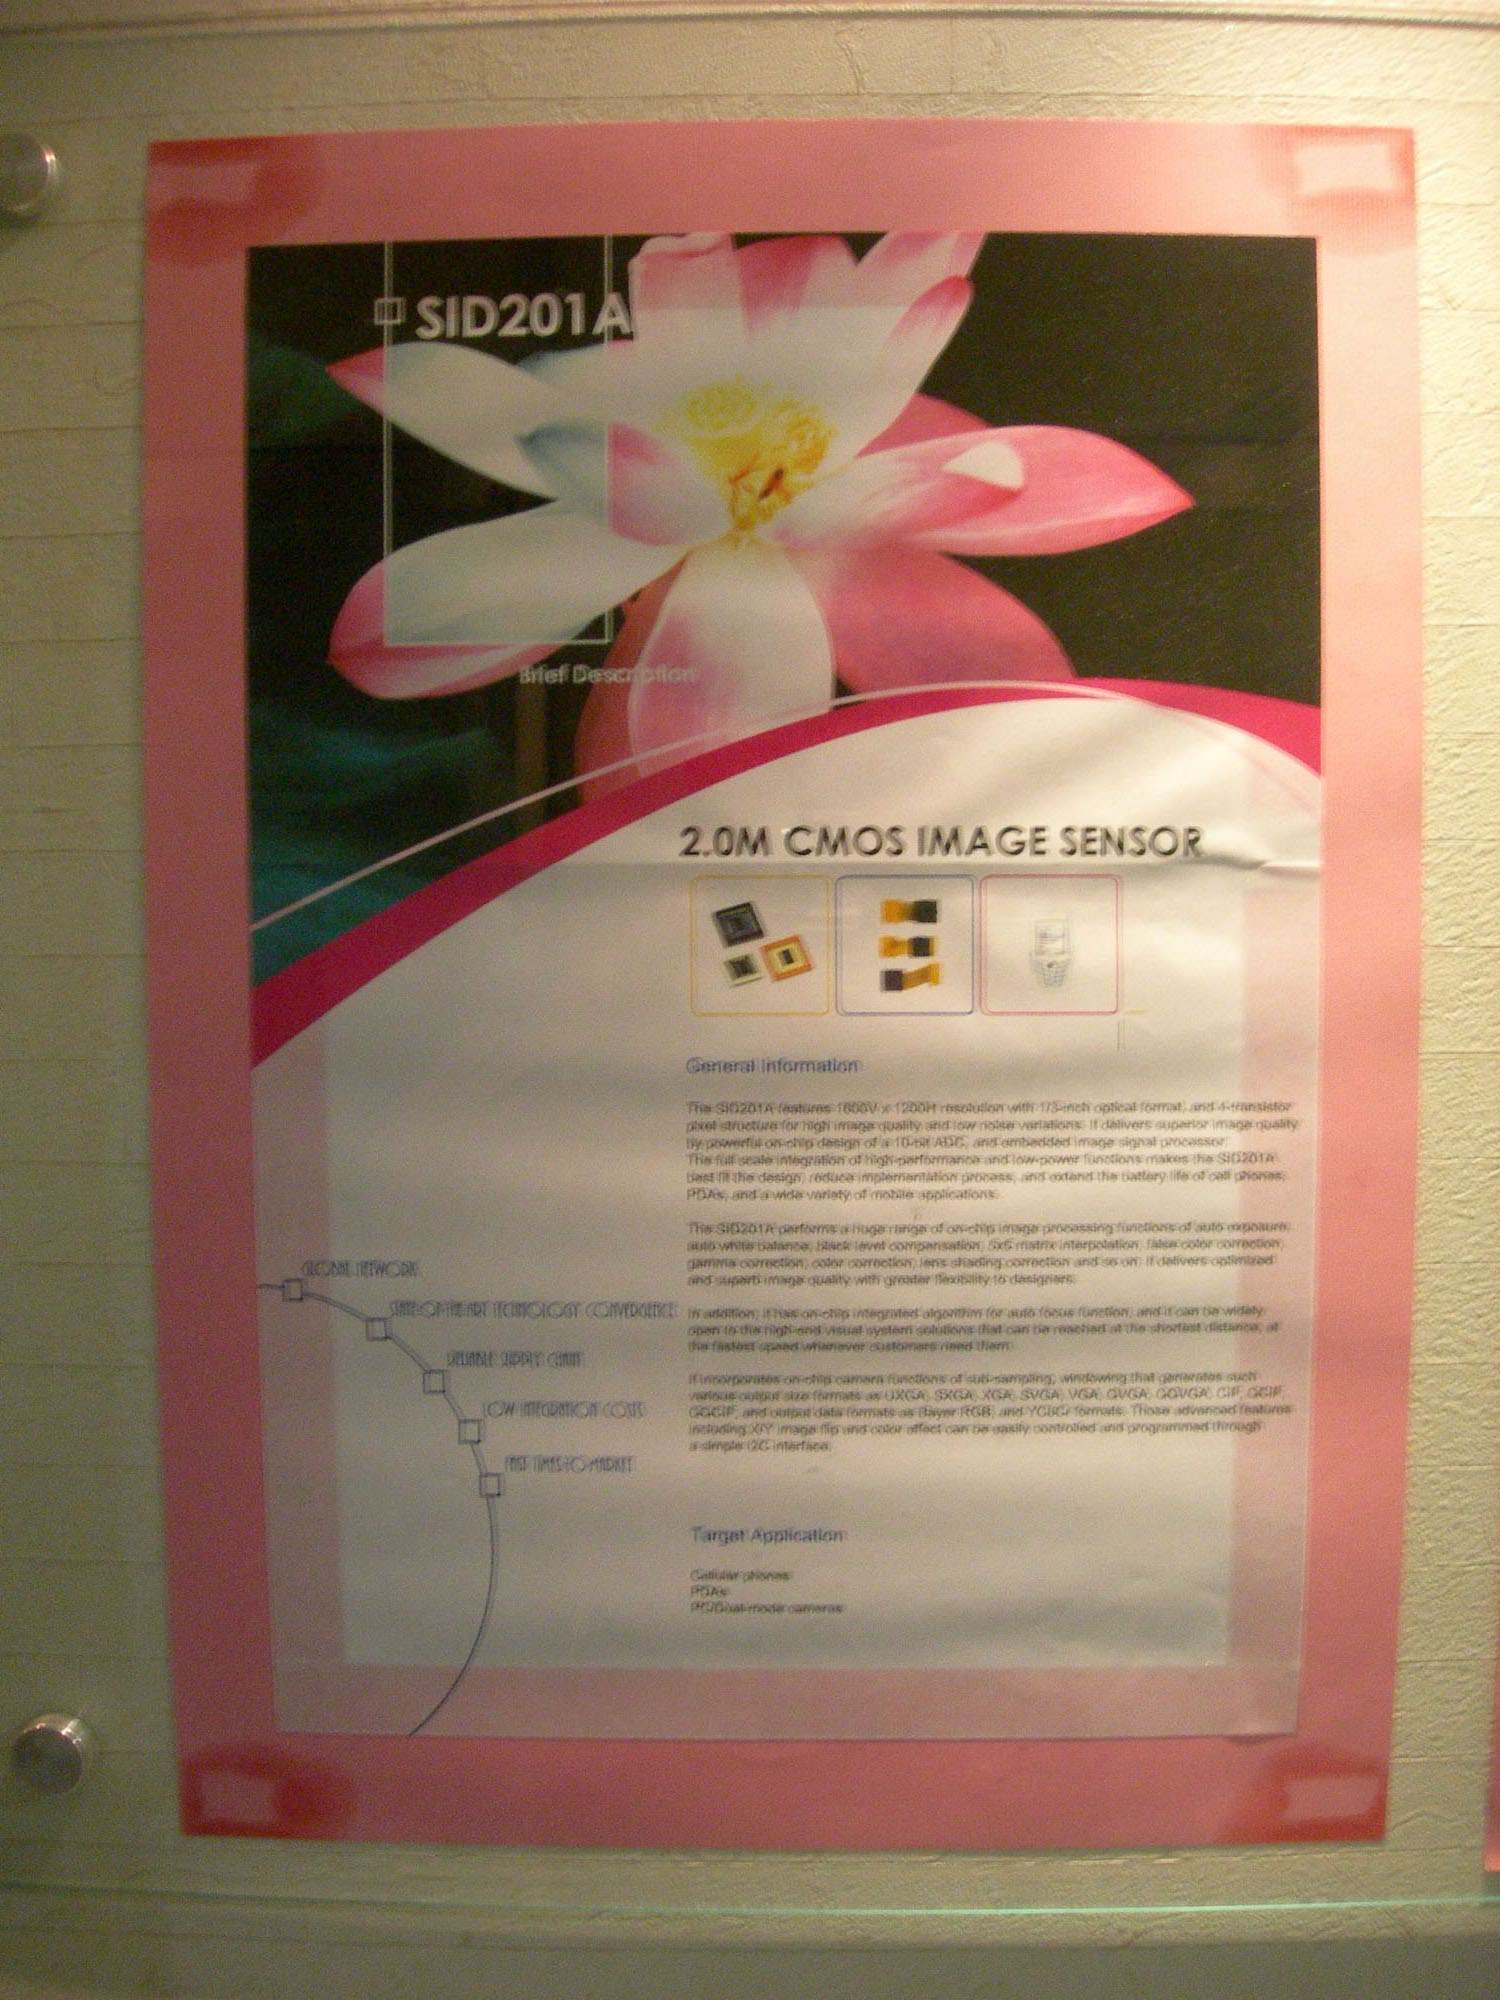 SID201A
Brief Description
2.0M CMOS IMAGE SENSOR
General Information
The SID201A features 1600V x 1200H resolution with 1/3-inch optical format, and 4-transistor
pixel structure for high image quality and low noise variations. It delivers superior image quality
by powerful on-chip design of a 10-bit ADC, and embedded image signal processor.
The full scale integration of high-performance and low-power functions makes the SID201A
best fit the design, reduce implementation process, and extend the battery life of cell phones,
PDAs, and a wide variety of mobile applications.
The SID201A performs a huge range of on-chip image processing functions of auto exposure,
auto white balance, black level compensation, 5x5 matrix interpolation, false color correction,
gamma correction, color correction, lens shading correction and so on. It delivers optimized
and superb image quality with greater flexibility to designers.
In addition, it has on-chip integrated algorithm for auto focus function, and it can be widely
open to the high-end visual system solutions that can be reached at the shortest distance, at
the fastest speed whenever customers need them.
It incorporates on-chip camera functions of sub-sampling, windowing that generates such
various output size formats as UXGA, SXGA, XGA, SVGA, VGA, QVGA, QQVGA, CIF, QCIF,
QQCIF, and output data formats as Bayer RGB, and YCbCr formats. Those advanced features
including X/Y image flip and color affect can be easily controlled and programmed through
a simple I2C interface.
GLOBAL NETWORK
STATE-OF-THE-ART TECHNOLOGY CONVERGENCE
RELIABLE SUPPLY CHAIN
LOW INTEGRATION COSTS
FAST TIMES-TO-MARKET
Target Application
Cellular phones
PDAs
PC/Dual-mode cameras